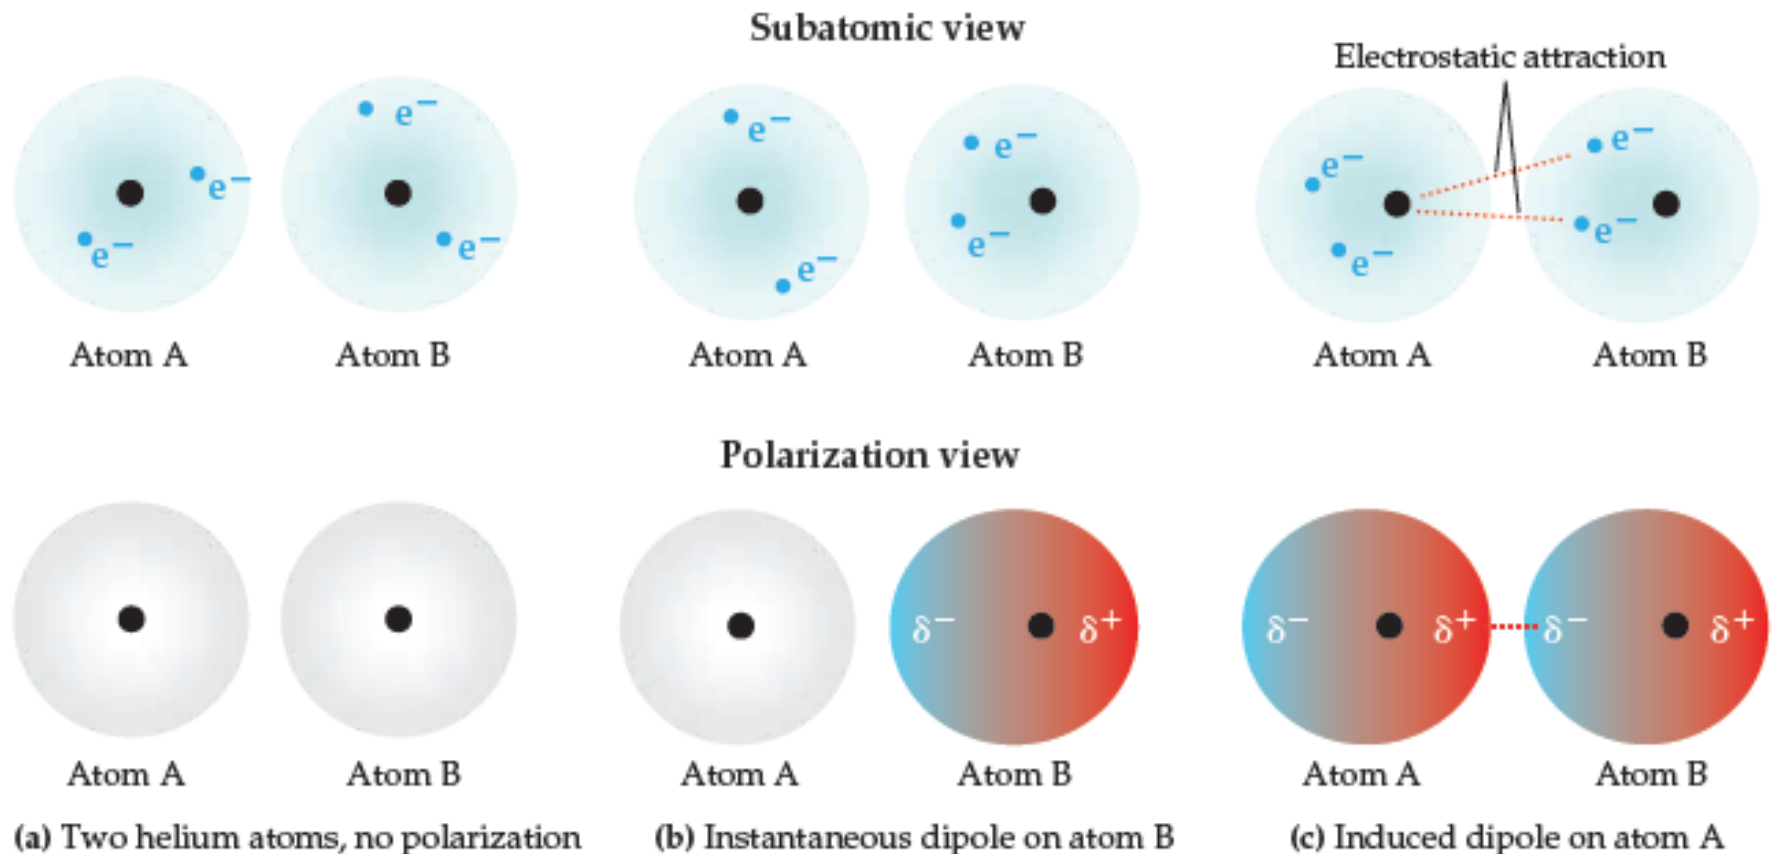 Subatomic view
Electrostatic attraction
e−
e−
e−
e−
e−
e−
e−
e−
e−
e−
e−
e−
Atom A
Atom B
Atom A
Atom B
Atom A
Atom B
Polarization view
δ−
δ+
δ−
δ+
δ−
δ+
Atom A
Atom B
Atom A
Atom B
Atom A
Atom B
(a) Two helium atoms, no polarization
(b) Instantaneous dipole on atom B
(c) Induced dipole on atom A